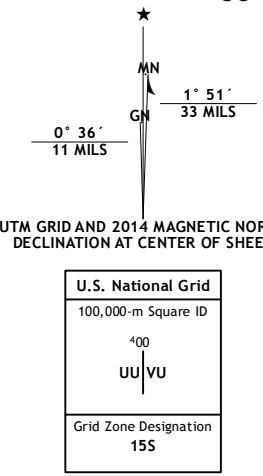 ★
MN
1° 51´
33 MILS
GN
0° 36´
11 MILS
UTM GRID AND 2014 MAGNETIC NOR
DECLINATION AT CENTER OF SHEE
U.S. National Grid
100,000-m Square ID
⁴00
UU VU
Grid Zone Designation
15S